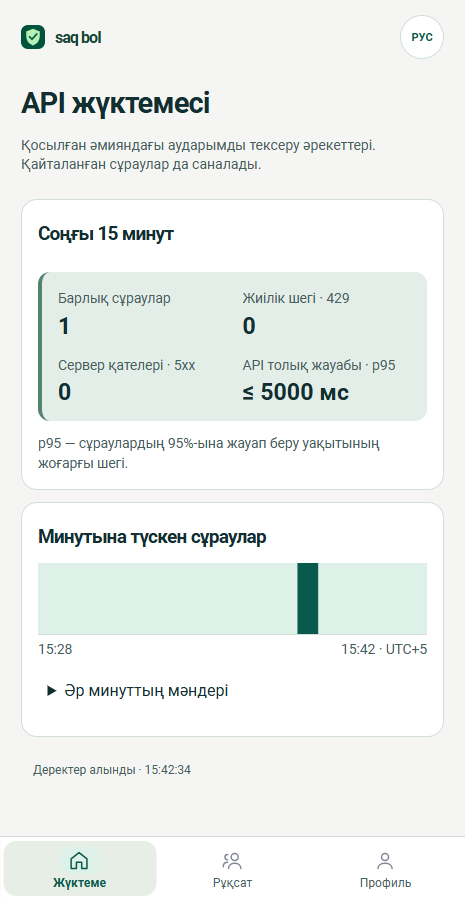 saq bol
РУС
API жүктемесі
Қосылған әмияндағы аударымды тексеру әрекеттері.
Қайталанған сұраулар да саналады.
Соңғы 15 минут
Барлық сұраулар
1
Жиілік шегі · 429
0
Сервер қателері · 5xx
0
API толық жауабы · p95
≤ 5000 мс
p95 — сұраулардың 95%-ына жауап беру уақытының
жоғарғы шегі.
Минутына түскен сұраулар
15:28
15:42 · UTC+5
▶ Әр минуттың мәндері
Деректер алынды · 15:42:34
Жүктеме
Рұқсат
Профиль